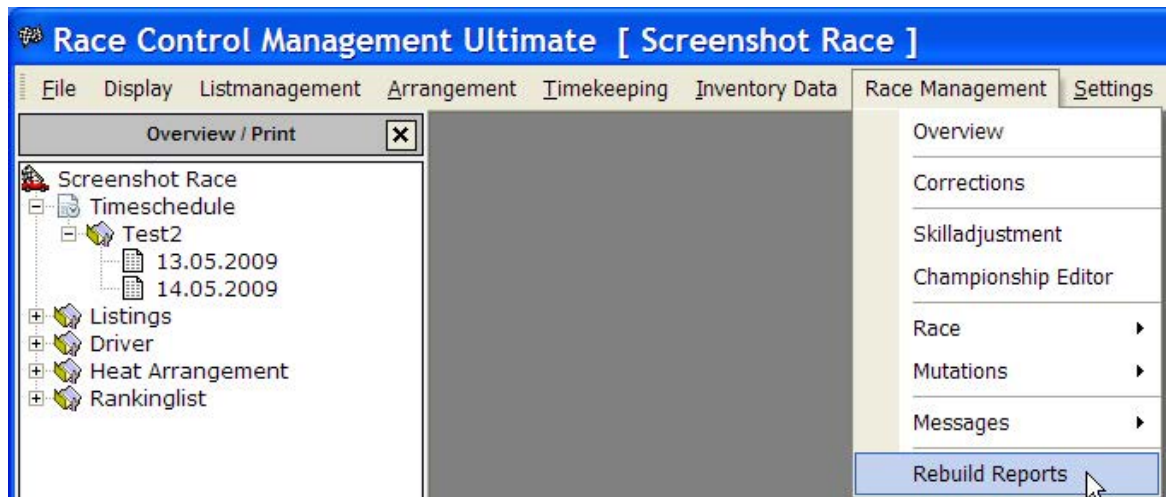 Race Control Management Ultimate [ Screenshot Race ]
File Display Listmanagement Arrangement Timekeeping Inventory Data Race Management Settings
Overview / Print
Screenshot Race
Timeschedule
Test2
13.05.2009
14.05.2009
Listings
Driver
Heat Arrangement
Rankinglist
Overview
Corrections
Skilladjustment
Championship Editor
Race
Mutations
Messages
Rebuild Reports